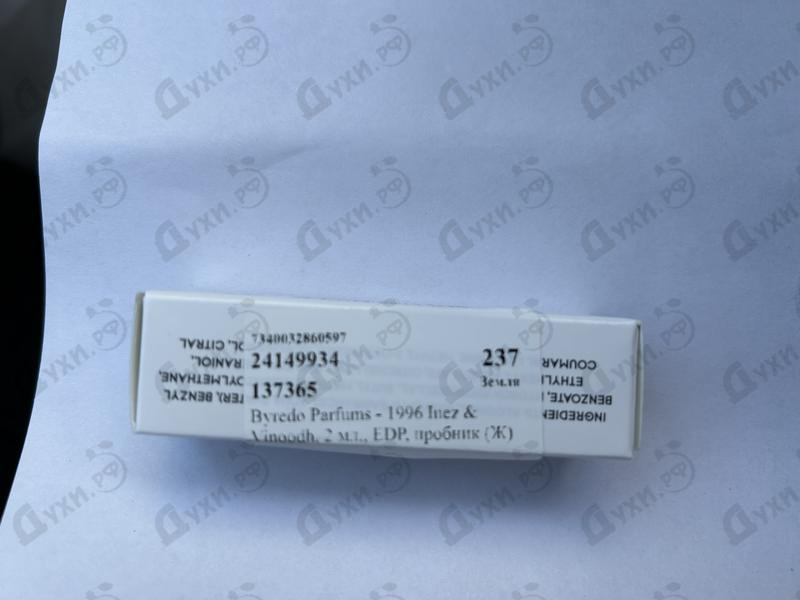 7340032860597
24149934
237
137365
Земля
Byredo Parfums - 1996 Inez &
Vinoodh, 2 мл., EDP, пробник (Ж)
INGREDIEN
BENZOATE,
ETHYL
COUMAR
TER), BENZYL
OYLMETHANE,
RANIOL,
OL, CITRAL
Духи.рф